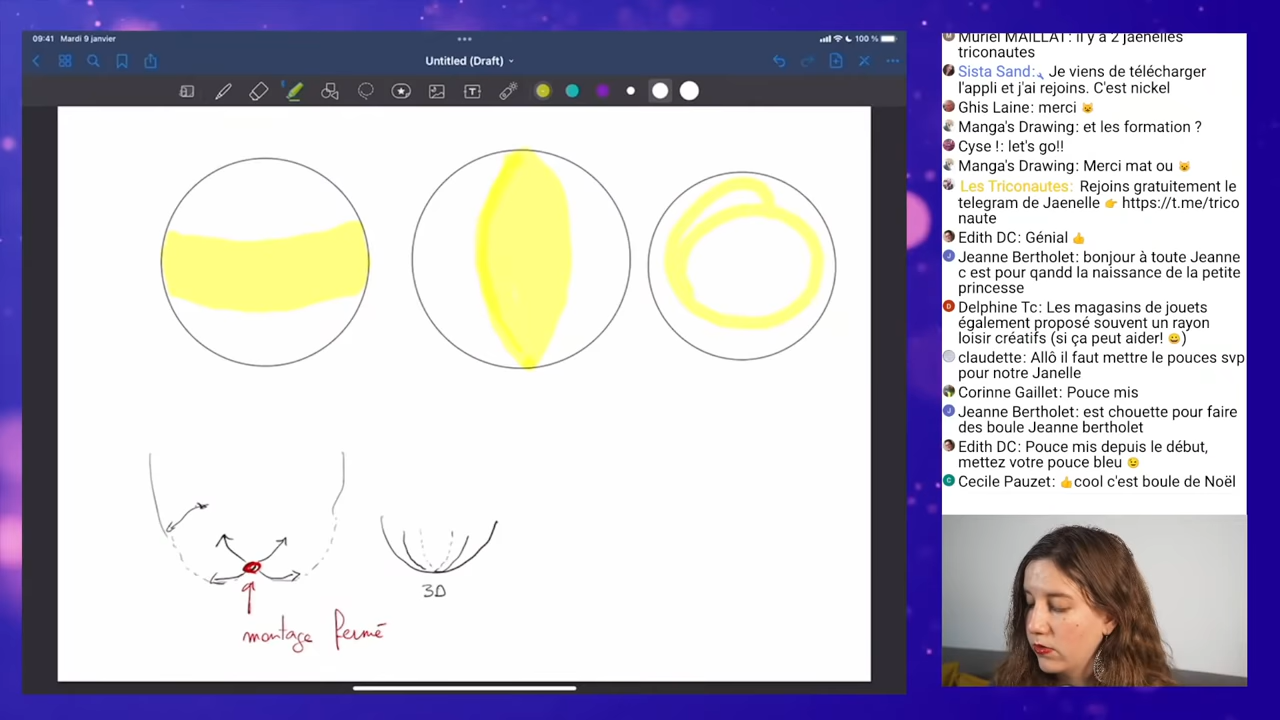 09:41 Mardi 9 janvier
100 %
Untitled (Draft)
3D
montage fermé
Muriel MAILLAT: il y a 2 jaenelles
triconautes
Sista Sand: Je viens de télécharger
l'appli et j'ai rejoins. C'est nickel
Ghis Laine: merci 😺
Manga's Drawing: et les formation ?
Cyse !: let's go!!
Manga's Drawing: Merci mat ou 😺
Les Triconautes: Rejoins gratuitement le
telegram de Jaenelle 👉 https://t.me/trico
naute
Edith DC: Génial 👍
Jeanne Bertholet: bonjour à toute Jeanne
c est pour qandd la naissance de la petite
princesse
Delphine Tc: Les magasins de jouets
également proposé souvent un rayon
loisir créatifs (si ça peut aider! 😀)
claudette: Allô il faut mettre le pouces svp
pour notre Janelle
Corinne Gaillet: Pouce mis
Jeanne Bertholet: est chouette pour faire
des boule Jeanne bertholet
Edith DC: Pouce mis depuis le début,
mettez votre pouce bleu 😉
Cecile Pauzet: 👍cool c'est boule de Noël